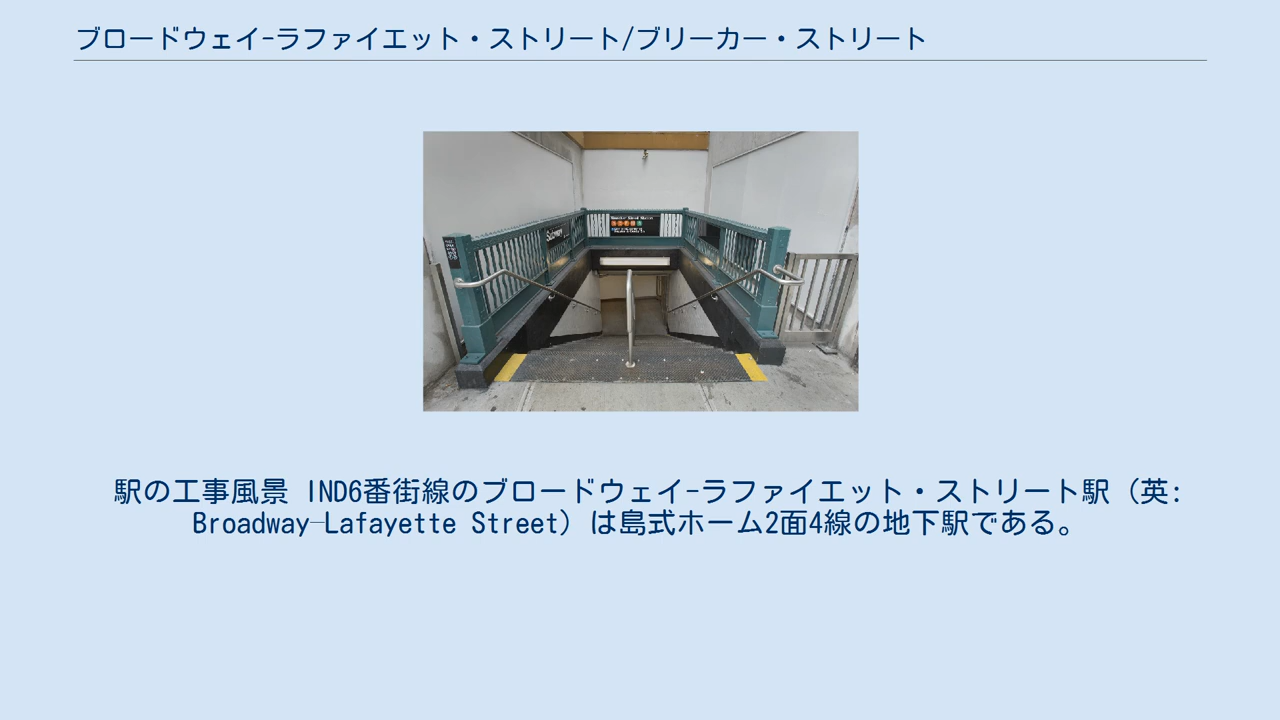 ブロードウェイ-ラファイエット・ストリート/ブリーカー・ストリート
Subway
駅の工事風景 IND6番街線のブロードウェイ-ラファイエット・ストリート駅（英:
Broadway–Lafayette Street）は島式ホーム2面4線の地下駅である。